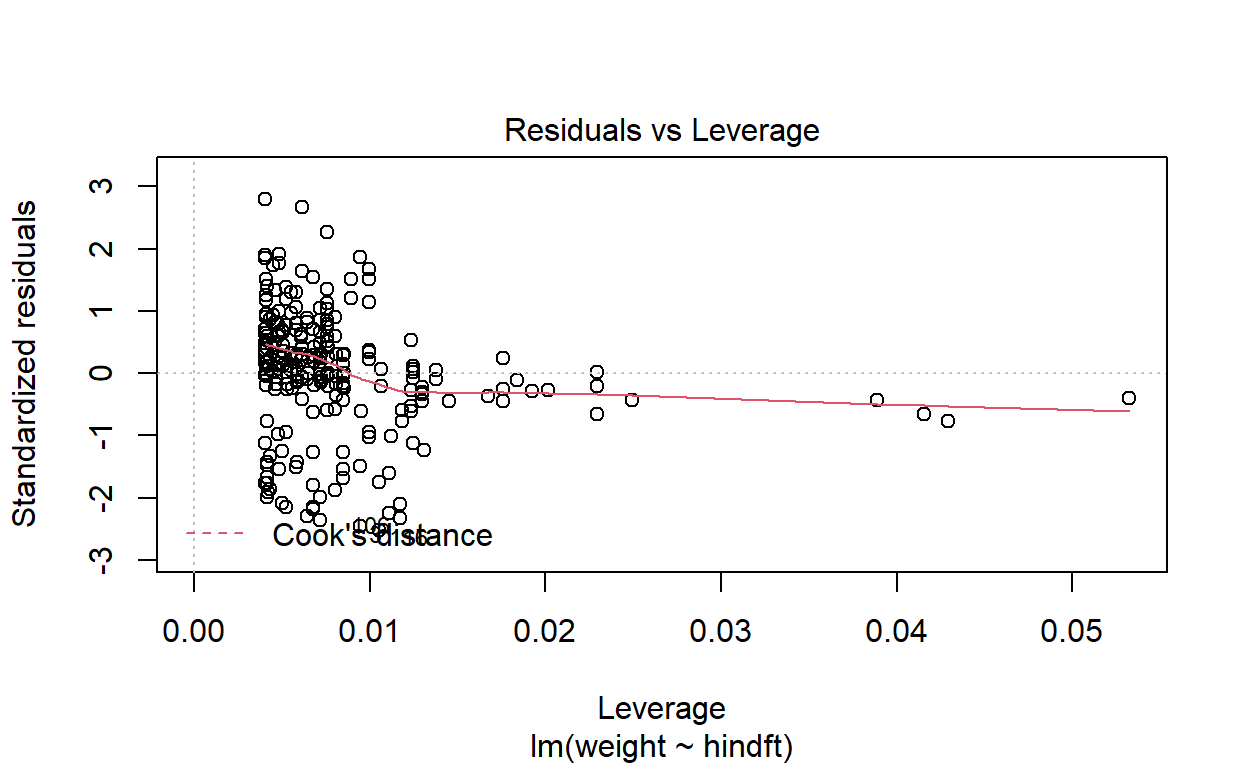 Residuals vs Leverage
Standardized residuals
3
2
1
0
-1
-2
-3
Cook's distance
0.00
0.01
0.02
0.03
0.04
0.05
Leverage
lm(weight ~ hindft)